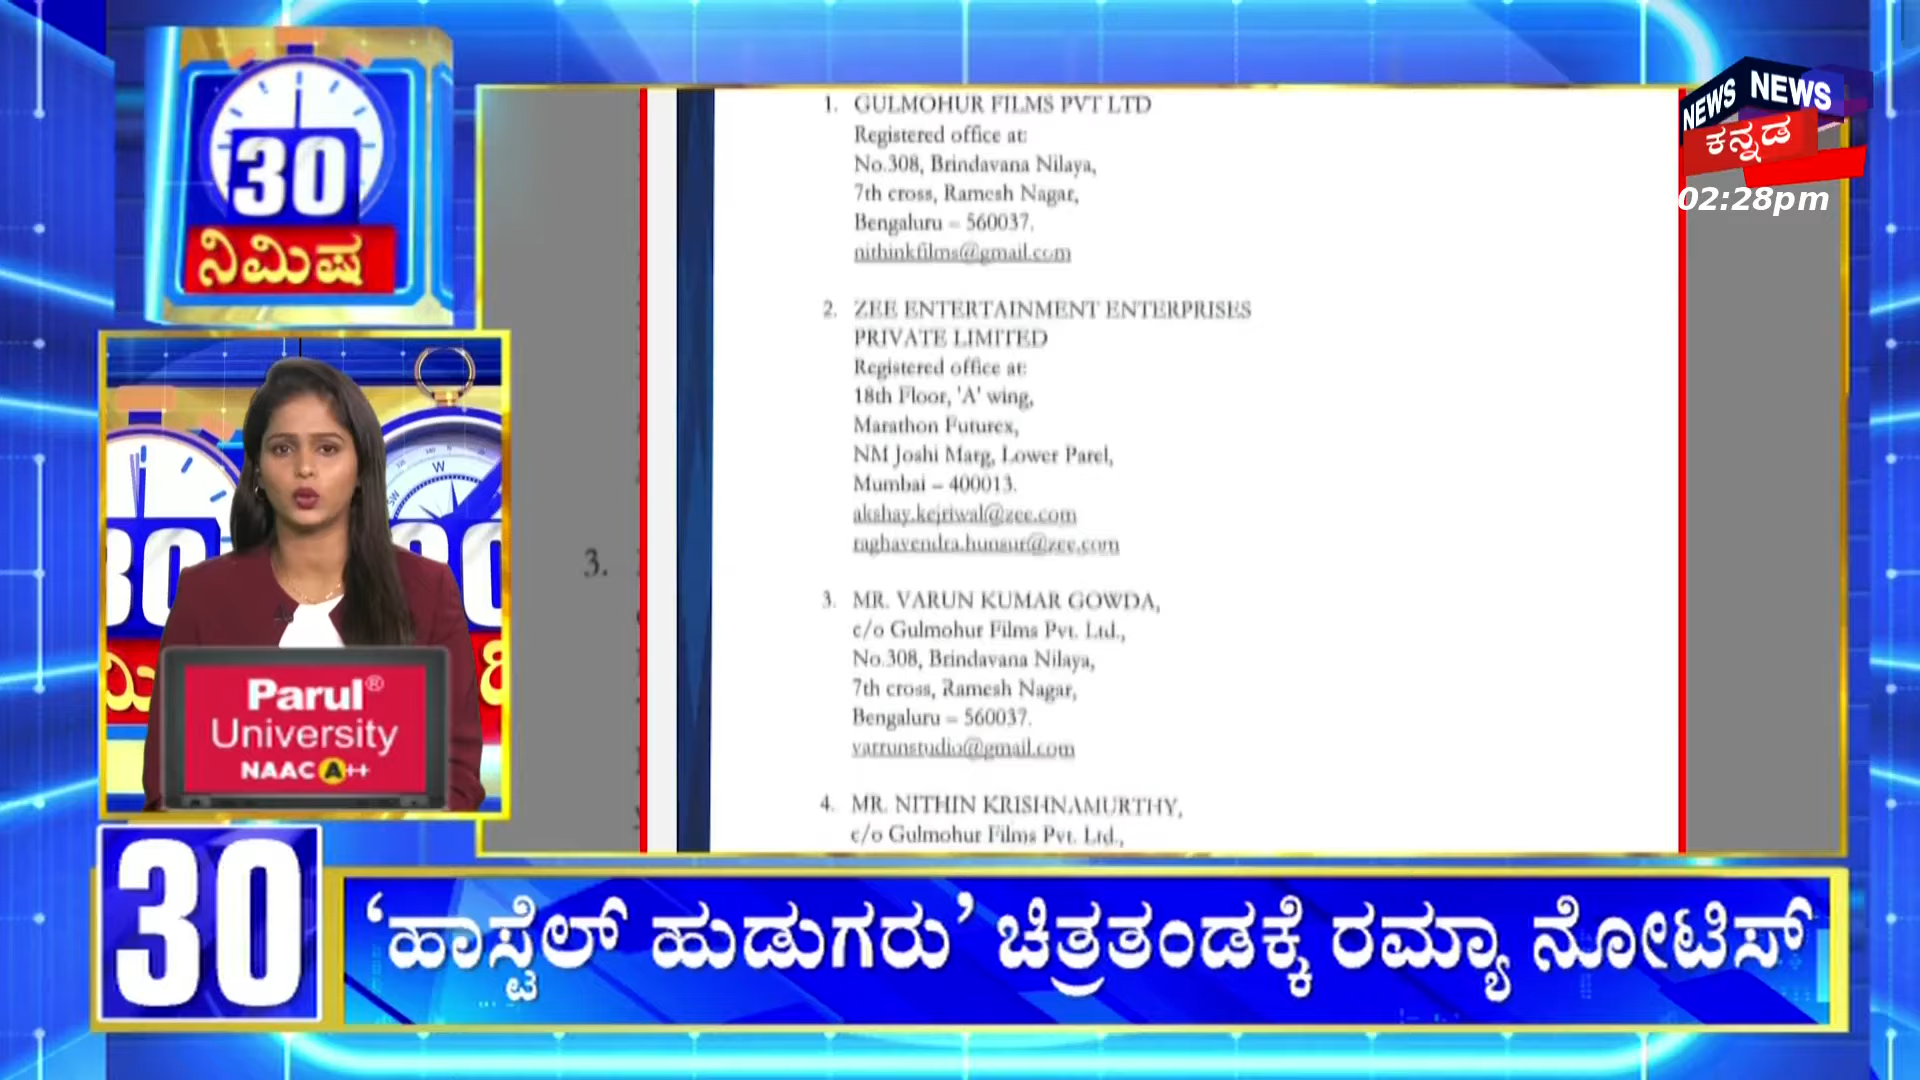 30
ನಿಮಿಷ
NEWS NEWS
ಕನ್ನಡ
02:28pm
1. GULMOHUR FILMS PVT LTD
Registered office at:
No.308, Brindavana Nilaya,
7th cross, Ramesh Nagar,
Bengaluru – 560037.
nithinkfilms@gmail.com
2. ZEE ENTERTAINMENT ENTERPRISES
PRIVATE LIMITED
Registered office at:
18th Floor, 'A' wing,
Marathon Futurex,
NM Joshi Marg, Lower Parel,
Mumbai – 400013.
akshay.kejriwal@zee.com
raghavendra.hunsur@zee.com
3.
3. MR. VARUN KUMAR GOWDA,
c/o Gulmohur Films Pvt. Ltd.,
No.308, Brindavana Nilaya,
7th cross, Ramesh Nagar,
Bengaluru – 560037.
varrunstudio@gmail.com
4. MR. NITHIN KRISHNAMURTHY,
c/o Gulmohur Films Pvt. Ltd.,
W
SW
30
30
Parul®
University
NAAC A++
30
‘ಹಾಸ್ಟೆಲ್ ಹುಡುಗರು’ ಚಿತ್ರತಂಡಕ್ಕೆ ರಮ್ಯಾ ನೋಟಿಸ್